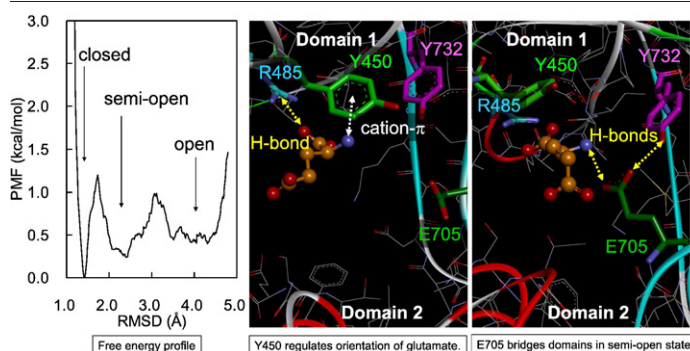 3.0
2.5
2.0
1.5
1.0
0.5
0.0
PMF (kcal/mol)
closed
semi-open
open
1.0 2.0 3.0 4.0 5.0
RMSD (Å)
Free energy profile
Domain 1
Y732
Y450
R485
H-bond
cation-π
E705
Domain 2
Y450 regulates orientation of glutamate.
Domain 1
Y732
Y450
R485
H-bonds
E705
Domain 2
E705 bridges domains in semi-open state